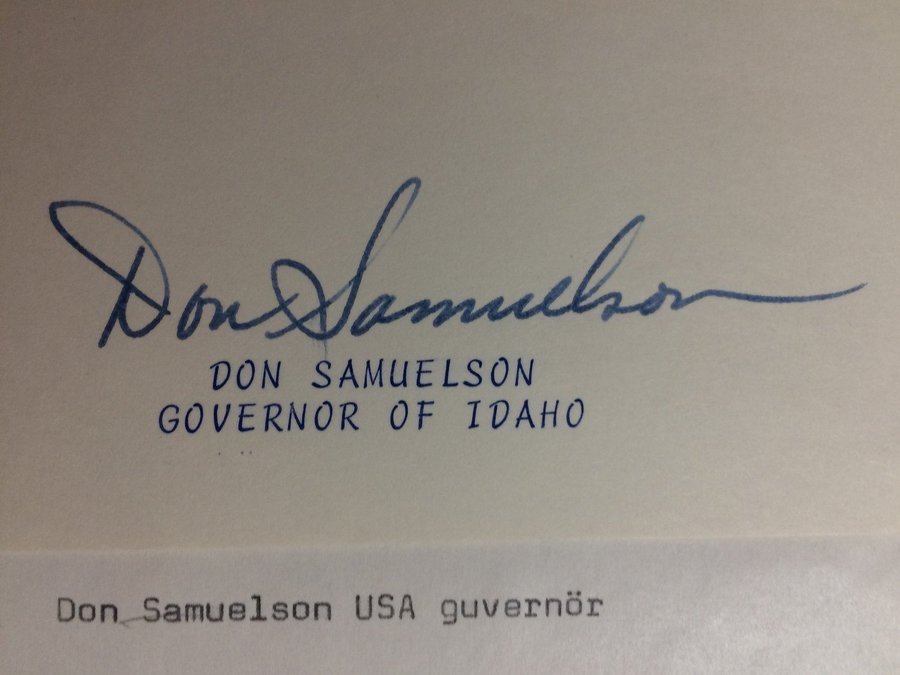 Don Samuelson
DON SAMUELSON
GOVERNOR OF IDAHO
Don Samuelson USA guvernör